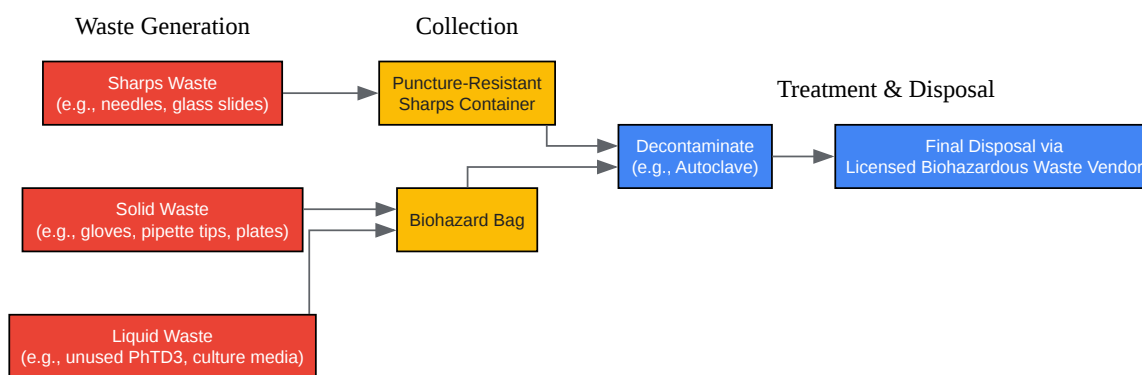 Waste Generation
Collection
Treatment & Disposal
Sharps Waste
(e.g., needles, glass slides)
Puncture-Resistant
Sharps Container
Decontaminate
(e.g., Autoclave)
Final Disposal via
Licensed Biohazardous Waste Vendor
Solid Waste
(e.g., gloves, pipette tips, plates)
Biohazard Bag
Liquid Waste
(e.g., unused PhTD3, culture media)